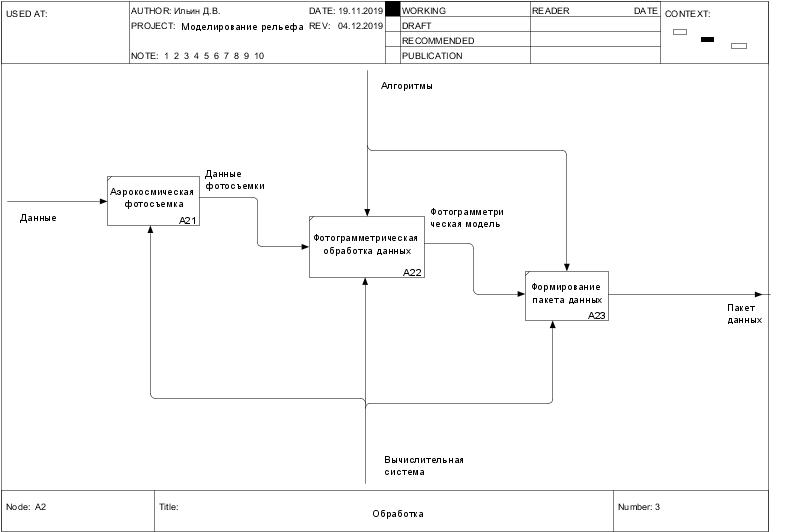 USED AT:
AUTHOR: Ильин Д.В.
DATE: 19.11.2019
PROJECT: Моделирование рельефа
REV: 04.12.2019
NOTE: 1 2 3 4 5 6 7 8 9 10
WORKING
DRAFT
RECOMMENDED
PUBLICATION
READER
DATE
CONTEXT:
Алгоритмы
Данные
Аэрокосмическая
фотосъемка
A21
Данные
фотосъемки
Фотограмметрическая
обработка данных
A22
Фотограмметри
ческая модель
Формирование
пакета данных
A23
Пакет
данных
Вычислительная
система
Node: A2
Title:
Обработка
Number: 3